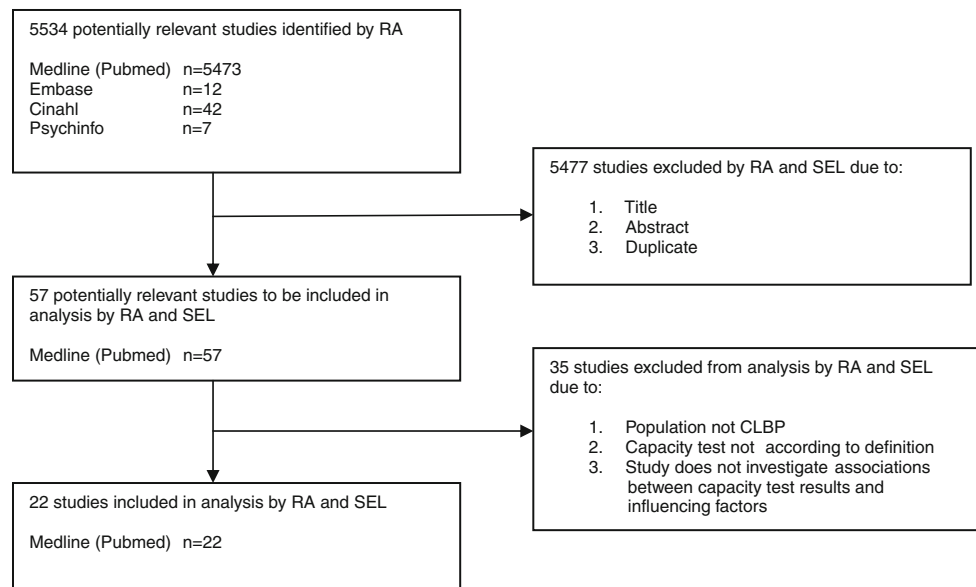 5534 potentially relevant studies identified by RA
Medline (Pubmed) n=5473
Embase n=12
Cinahl n=42
Psychinfo n=7
5477 studies excluded by RA and SEL due to:
1. Title
2. Abstract
3. Duplicate
57 potentially relevant studies to be included in
analysis by RA and SEL
Medline (Pubmed) n=57
35 studies excluded from analysis by RA and SEL
due to:
1. Population not CLBP
2. Capacity test not according to definition
3. Study does not investigate associations
between capacity test results and
influencing factors
22 studies included in analysis by RA and SEL
Medline (Pubmed) n=22